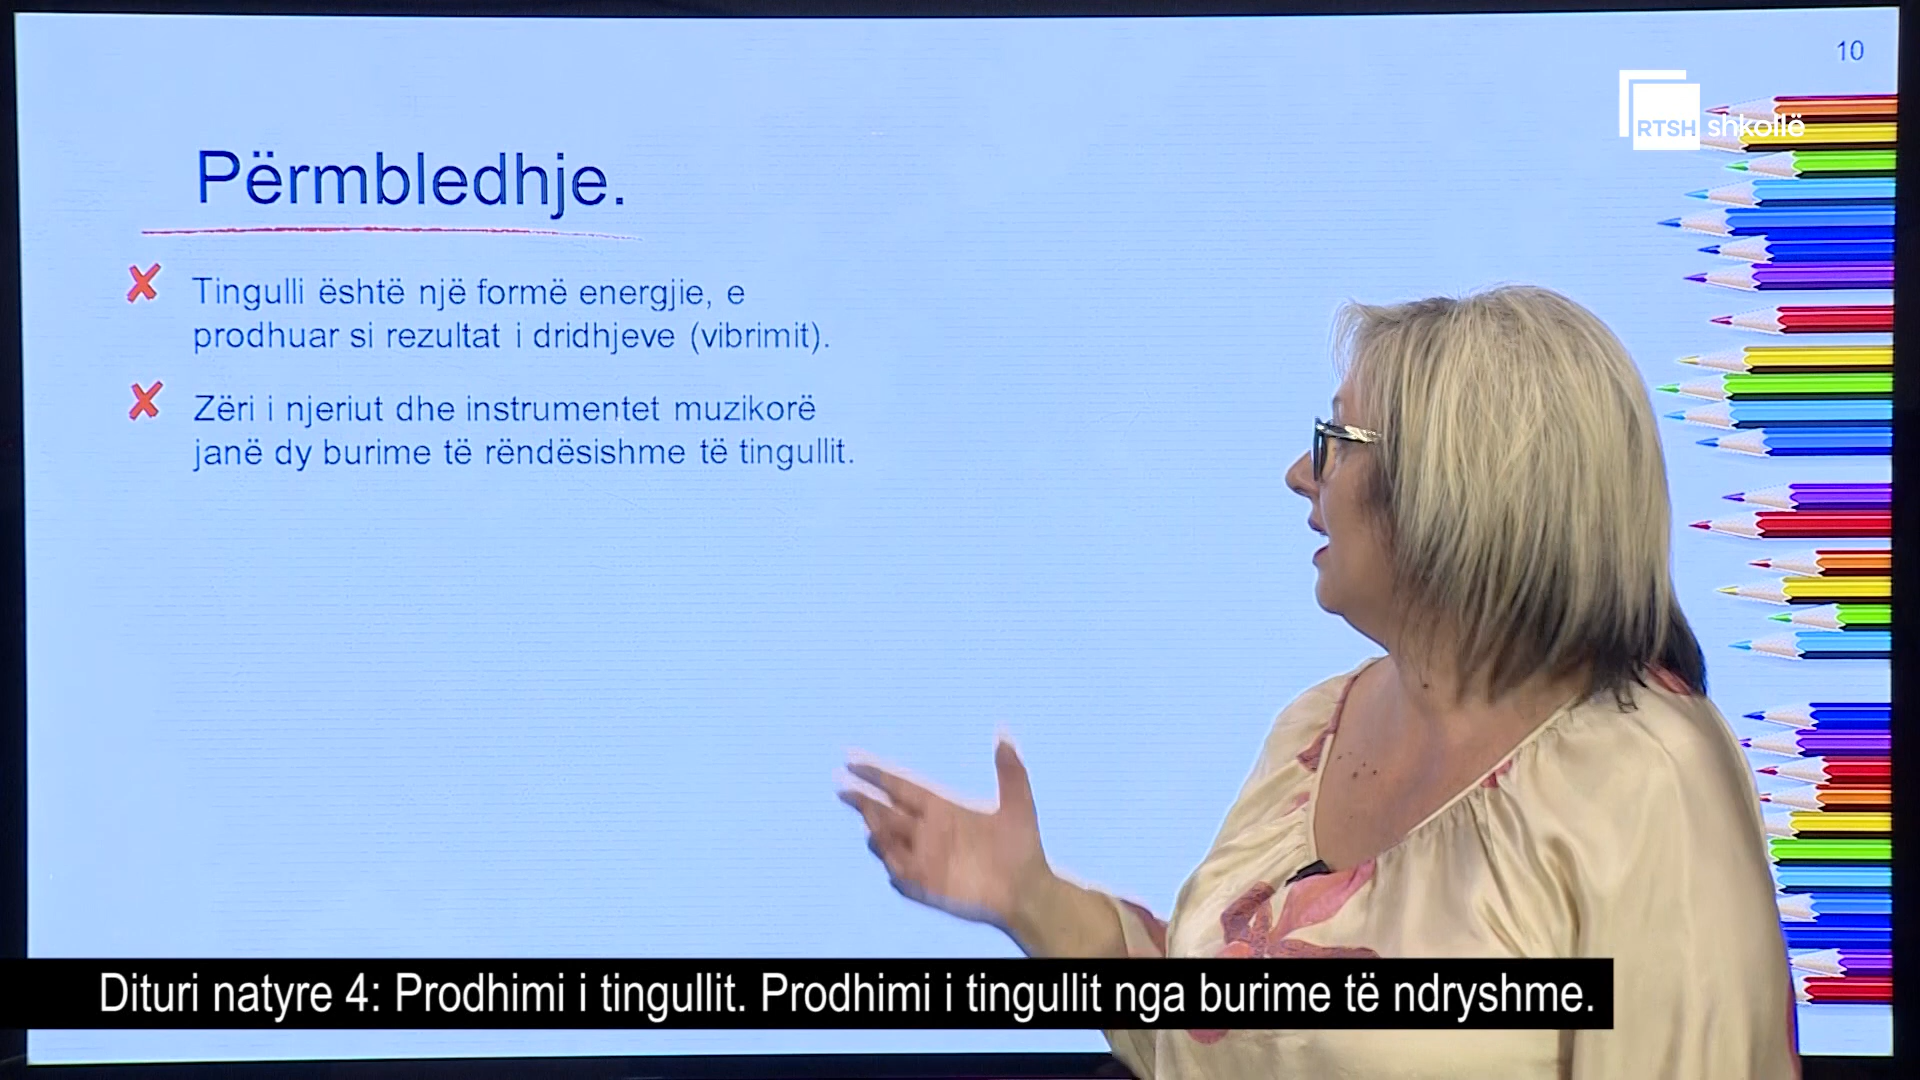 10
RTSH shkollë
Përmbledhje.
Tingulli është një formë energjie, e
prodhuar si rezultat i dridhjeve (vibrimit).
Zëri i njeriut dhe instrumentet muzikorë
janë dy burime të rëndësishme të tingullit.
Dituri natyre 4: Prodhimi i tingullit. Prodhimi i tingullit nga burime të ndryshme.